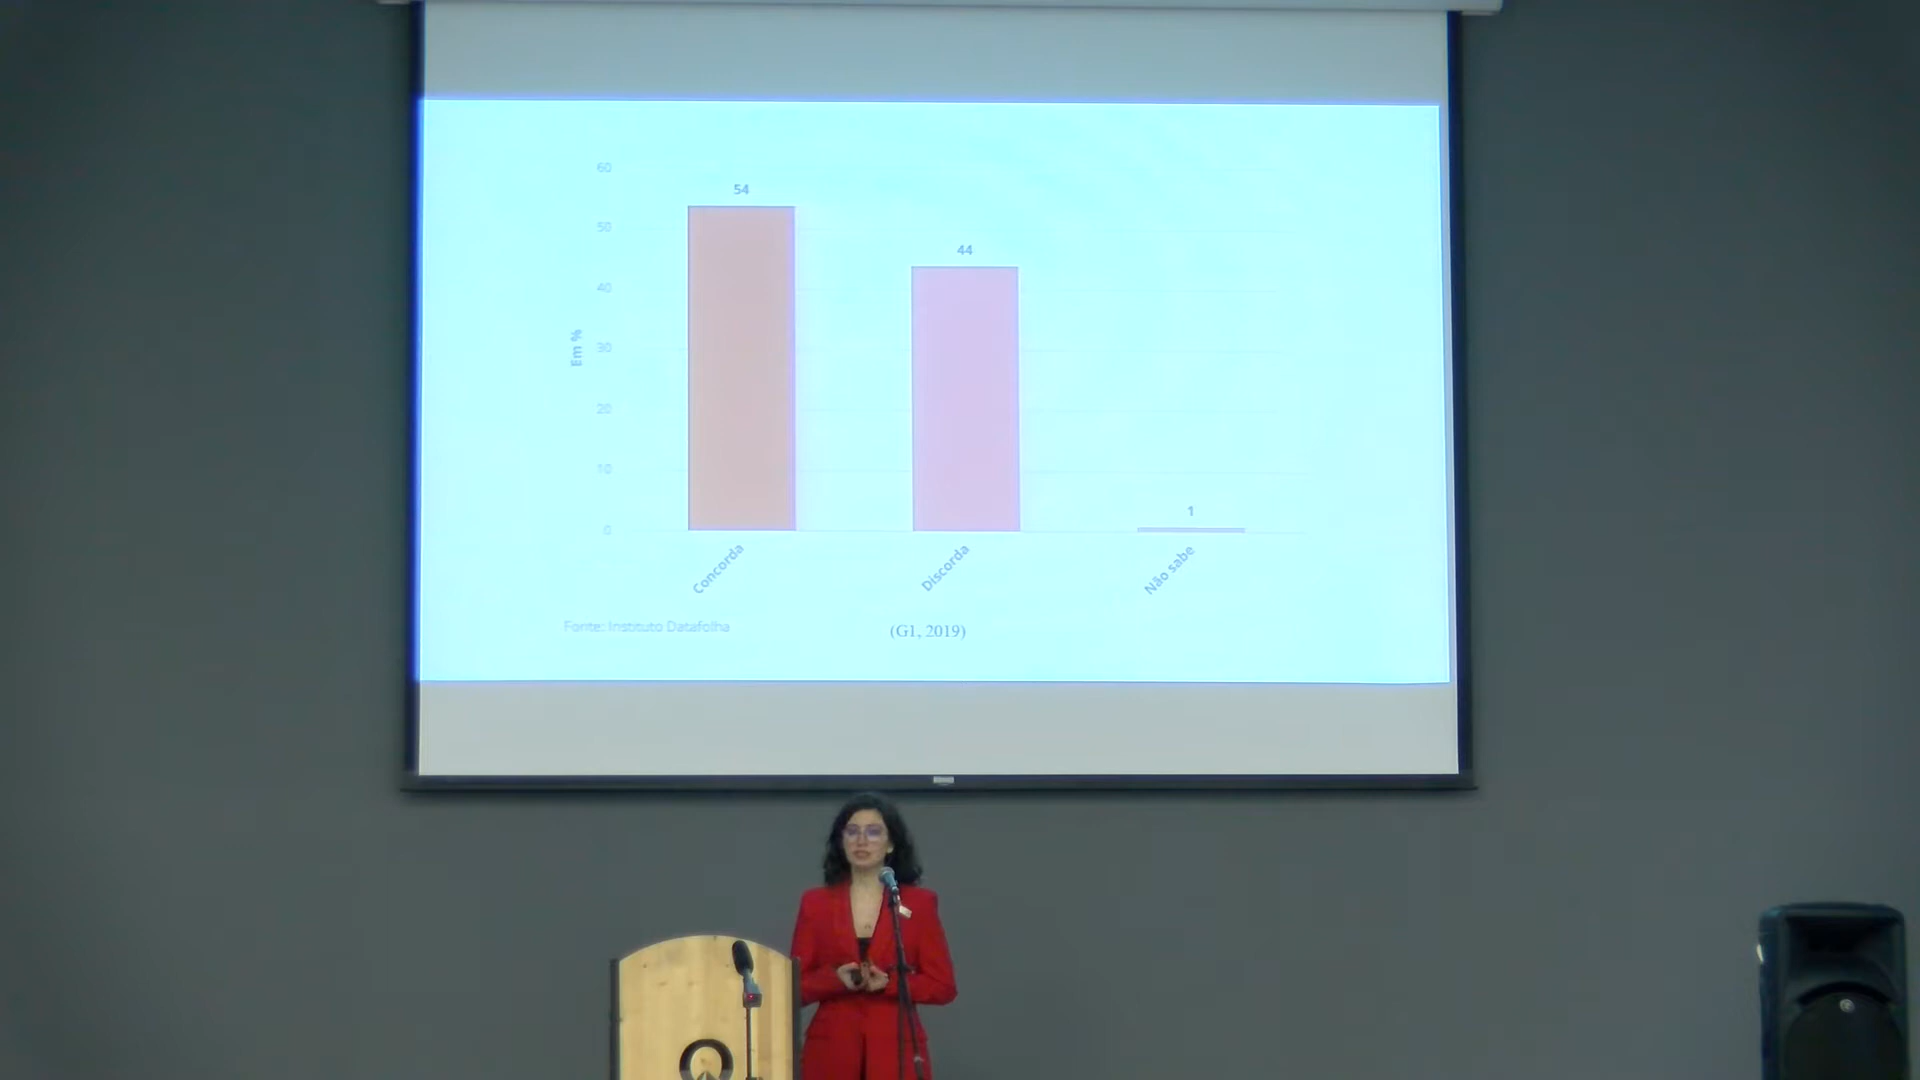 60
54
50
44
40
Em %
30
20
10
1
0
Concorda
Discorda
Não sabe
Fonte: Instituto Datafolha
(G1, 2019)